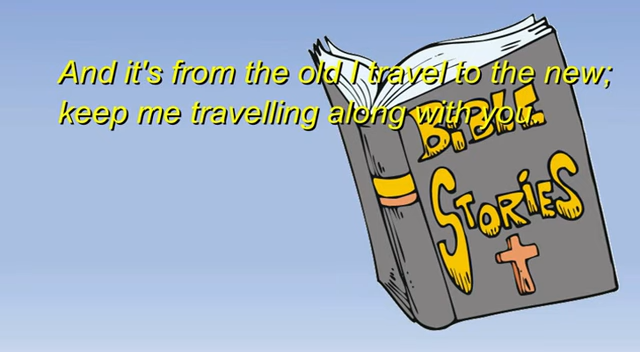 And it's from the old I travel to the new;
keep me travelling along with you.
BIBLE
STORIES